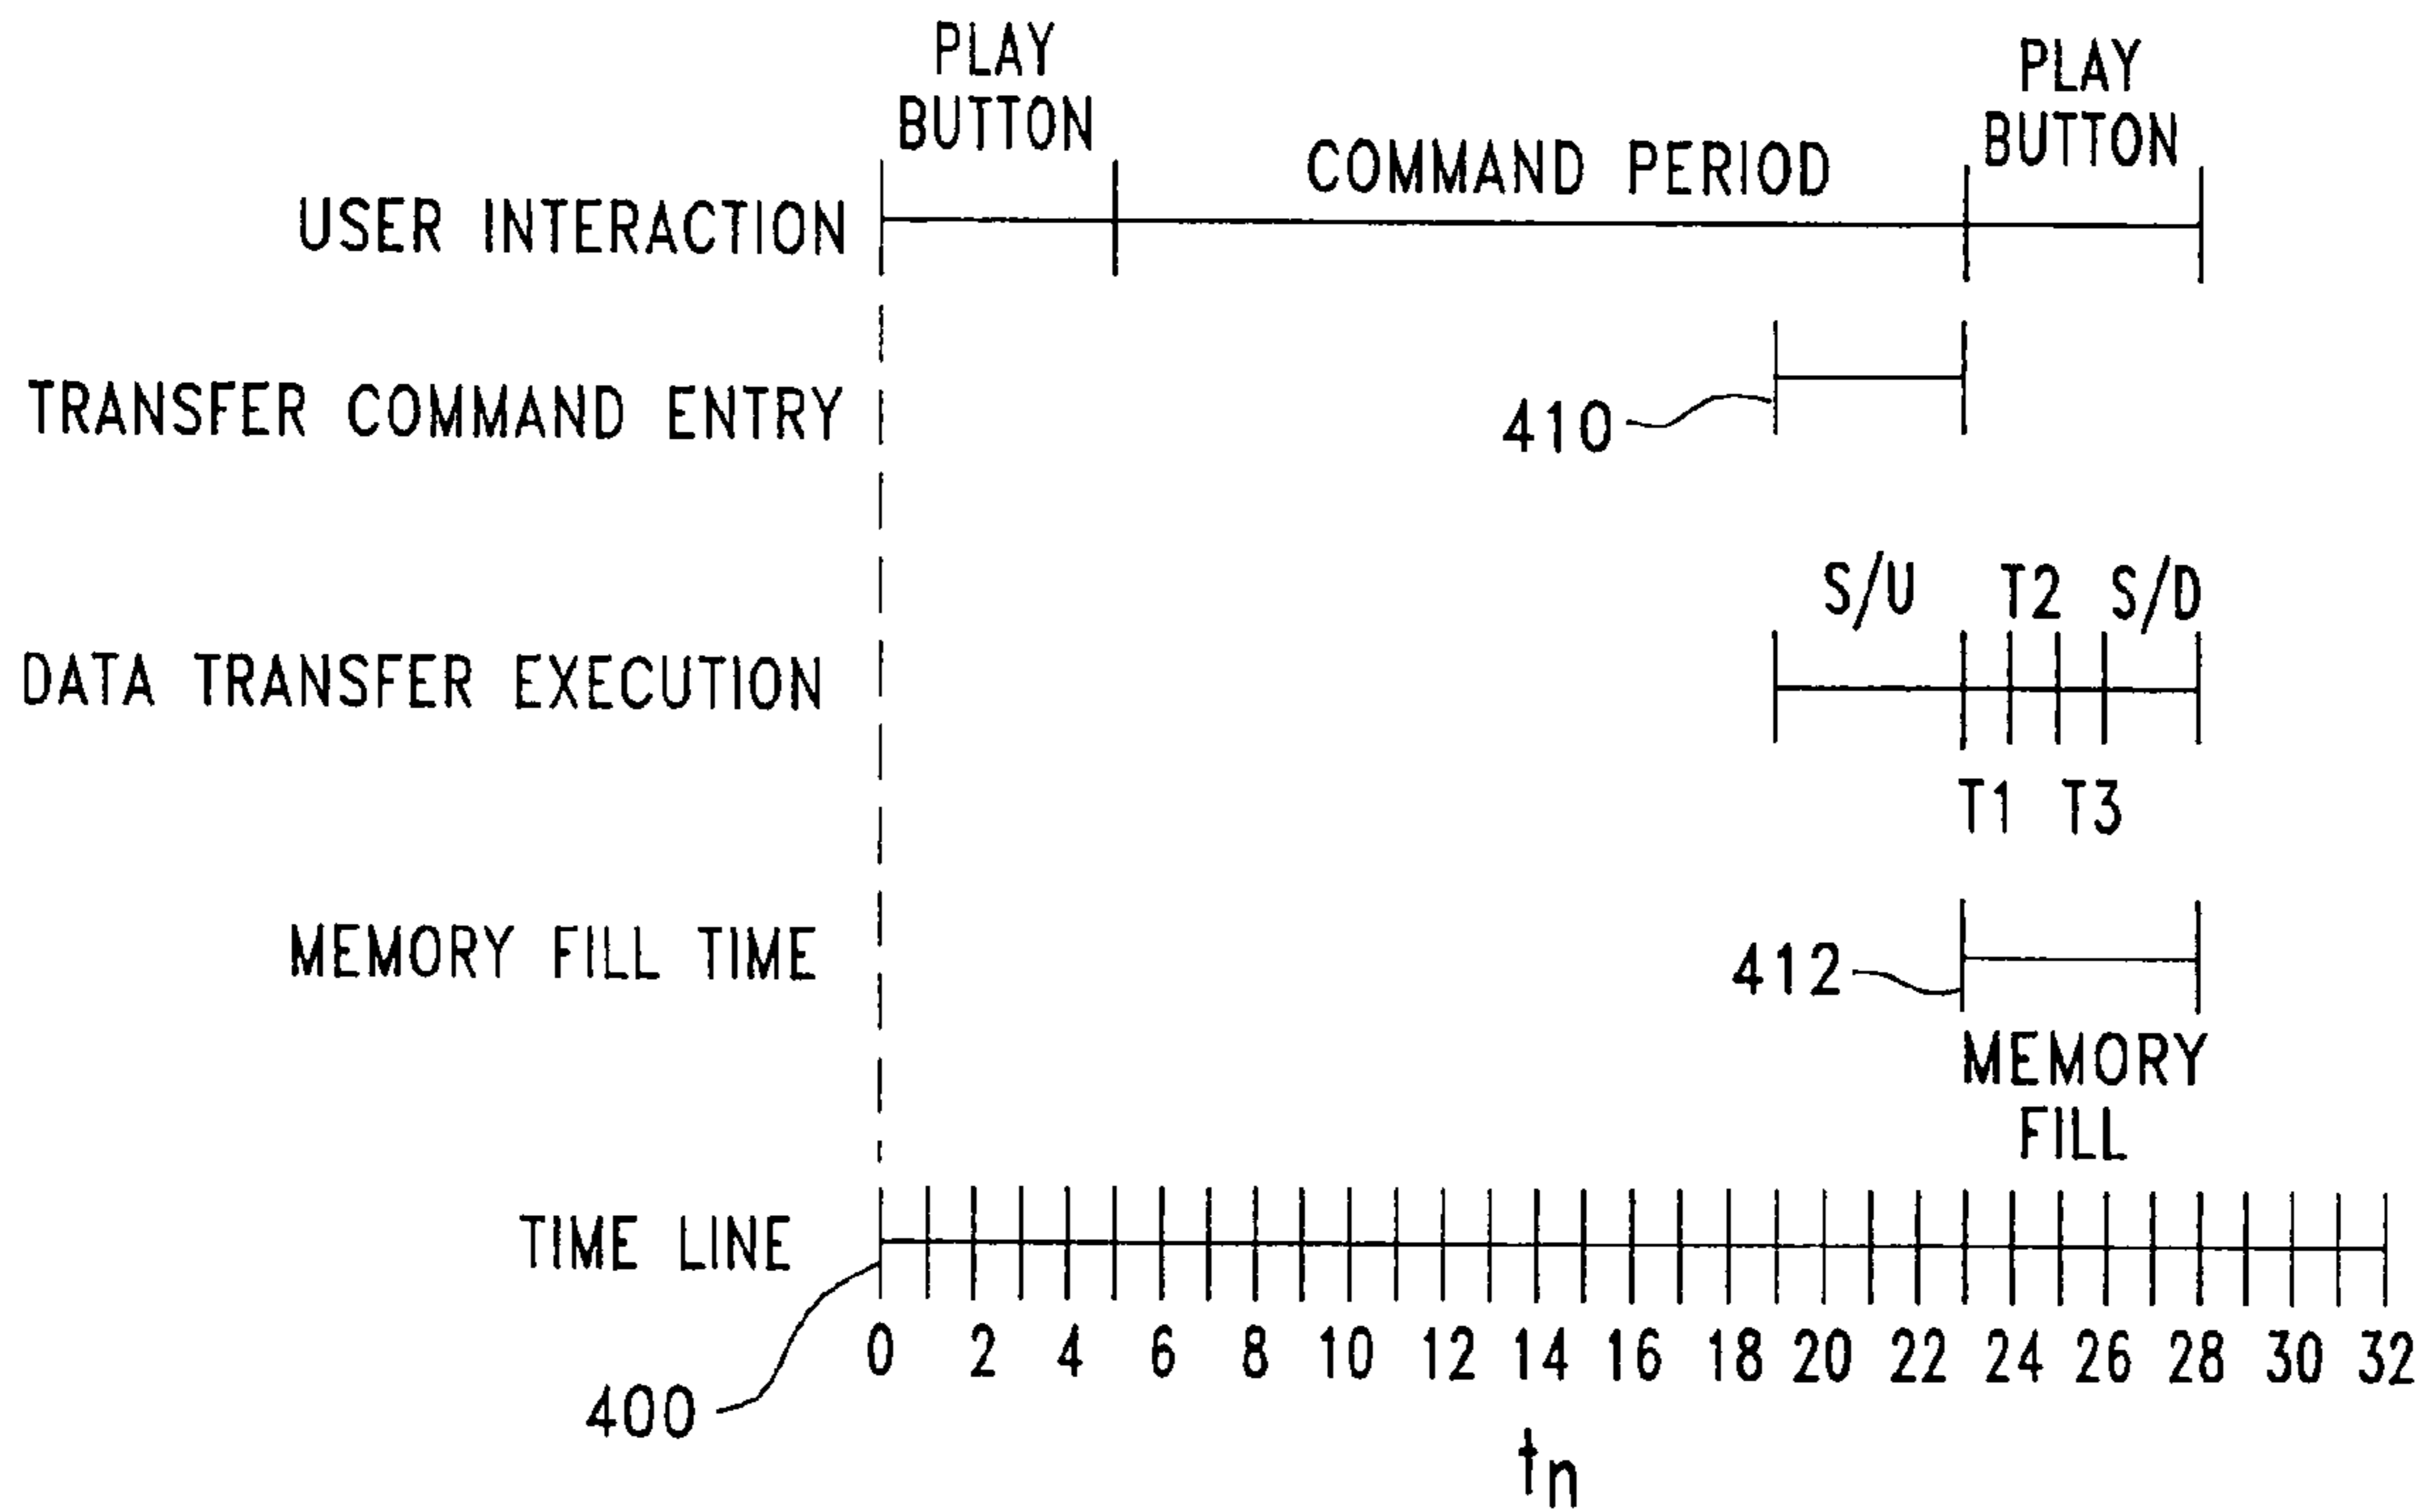 PLAY
BUTTON
PLAY
BUTTON
COMMAND PERIOD
USER INTERACTION
TRANSFER COMMAND ENTRY
410
S/U
T2
S/D
DATA TRANSFER EXECUTION
T1
T3
MEMORY FILL TIME
412
MEMORY
FILL
TIME LINE
0 2 4 6 8 10 12 14 16 18 20 22 24 26 28 30 32
400
tn